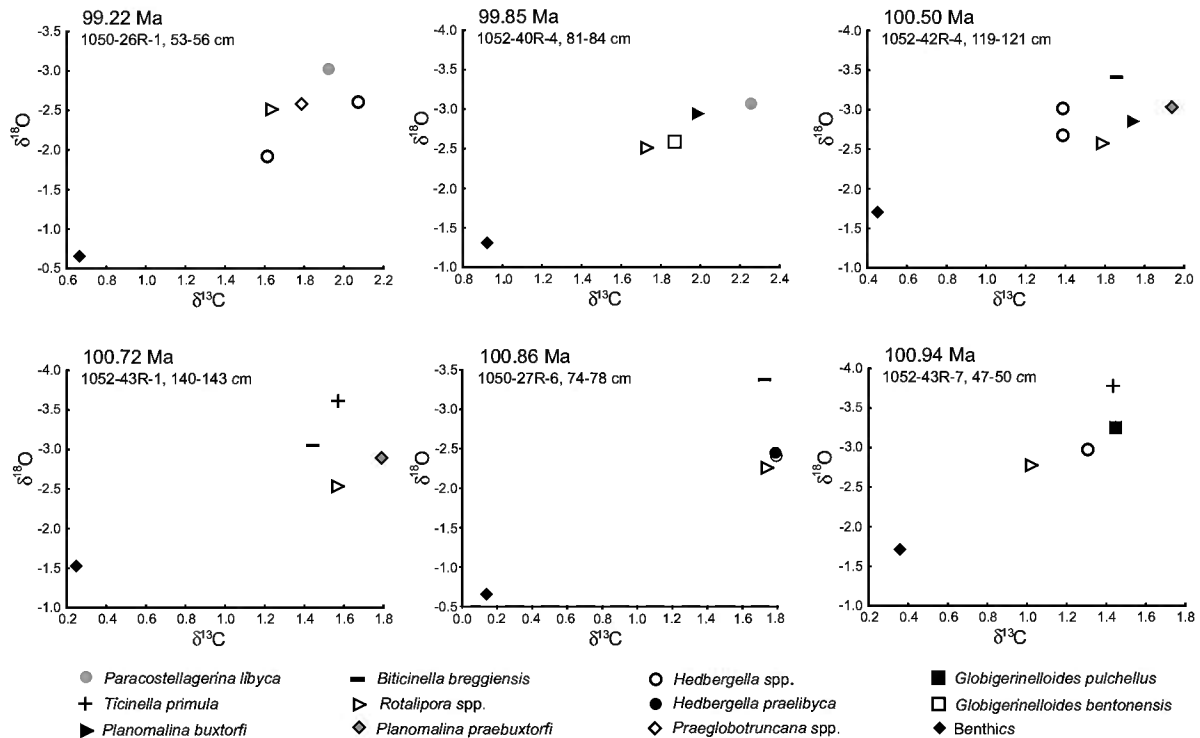 99.22 Ma
1050-26R-1, 53-56 cm
-3.5
-3.0
-2.5
-2.0
-1.5
-1.0
-0.5
δ18O
0.6 0.8 1.0 1.2 1.4 1.6 1.8 2.0 2.2
δ13C
99.85 Ma
1052-40R-4, 81-84 cm
-4.0
-3.5
-3.0
-2.5
-2.0
-1.5
-1.0
δ18O
0.8 1.0 1.2 1.4 1.6 1.8 2.0 2.2 2.4
δ13C
100.50 Ma
1052-42R-4, 119-121 cm
-4.0
-3.5
-3.0
-2.5
-2.0
-1.5
-1.0
δ18O
0.4 0.6 0.8 1.0 1.2 1.4 1.6 1.8 2.0
δ13C
100.72 Ma
1052-43R-1, 140-143 cm
-4.0
-3.5
-3.0
-2.5
-2.0
-1.5
-1.0
δ18O
0.2 0.4 0.6 0.8 1.0 1.2 1.4 1.6 1.8
δ13C
100.86 Ma
1050-27R-6, 74-78 cm
-3.5
-3.0
-2.5
-2.0
-1.5
-1.0
-0.5
δ18O
0.0 0.2 0.4 0.6 0.8 1.0 1.2 1.4 1.6 1.8
δ13C
100.94 Ma
1052-43R-7, 47-50 cm
-4.0
-3.5
-3.0
-2.5
-2.0
-1.5
-1.0
δ18O
0.2 0.4 0.6 0.8 1.0 1.2 1.4 1.6 1.8
δ13C
Paracostellagerina libyca Biticinella breggiensis Hedbergella spp. Globigerinelloides pulchellus
Ticinella primula Rotalipora spp. Hedbergella praelibyca Globigerinelloides bentonensis
Planomalina buxtorfi Planomalina praebuxtorfi Praeglobotruncana spp. Benthics